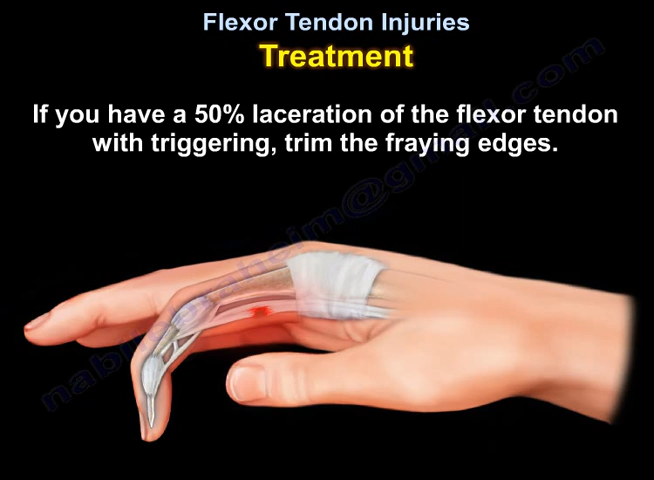 Flexor Tendon Injuries
Treatment
If you have a 50% laceration of the flexor tendon
with triggering, trim the fraying edges.